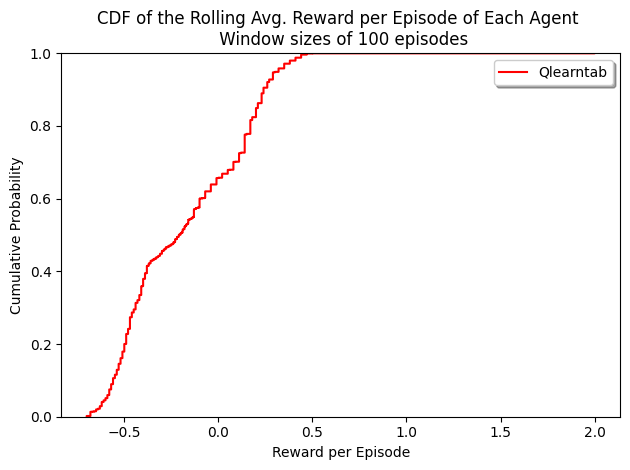 CDF of the Rolling Avg. Reward per Episode of Each Agent
Window sizes of 100 episodes
Qlearntab
Cumulative Probability
1.0
0.8
0.6
0.4
0.2
0.0
−0.5
0.0
0.5
1.0
1.5
2.0
Reward per Episode